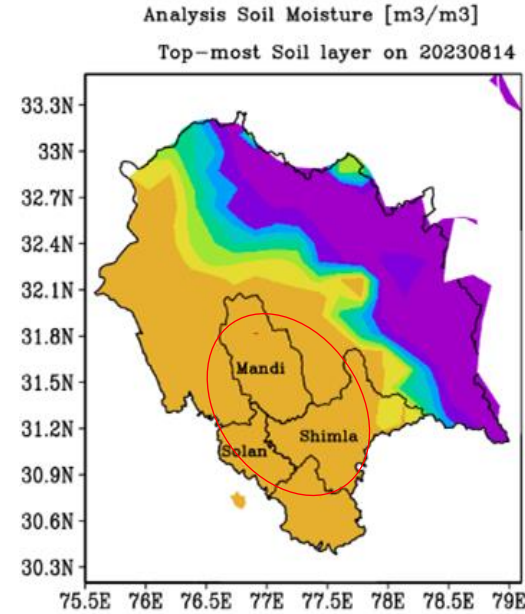 Analysis Soil Moisture [m3/m3]
Top-most Soil layer on 20230814
33.3N
33N
32.7N
32.4N
32.1N
31.8N
31.5N
31.2N
30.9N
30.6N
30.3N
Mandi
Shimla
Solan
75.5E 76E 76.5E 77E 77.5E 78E 78.5E 79E